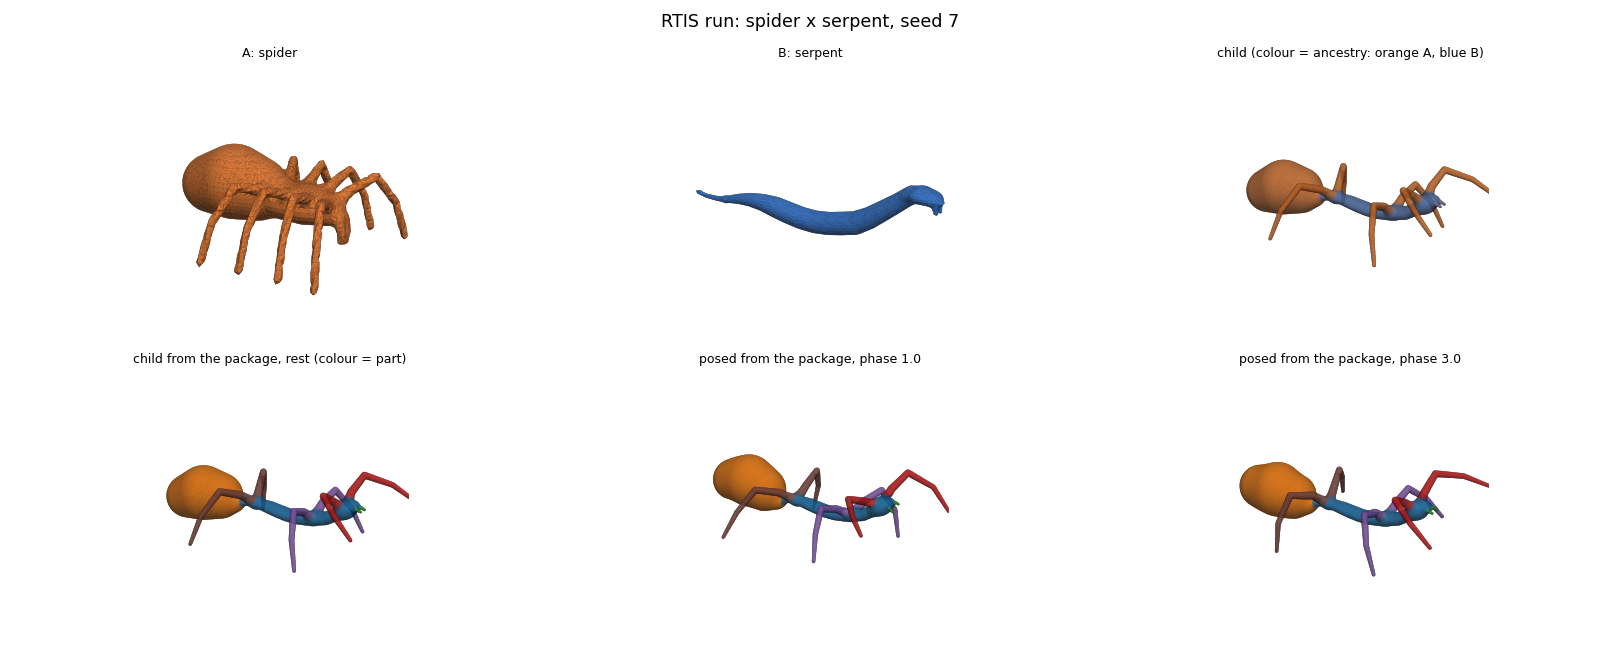 RTIS run: spider x serpent, seed 7
A: spider
B: serpent
child (colour = ancestry: orange A, blue B)
child from the package, rest (colour = part)
posed from the package, phase 1.0
posed from the package, phase 3.0